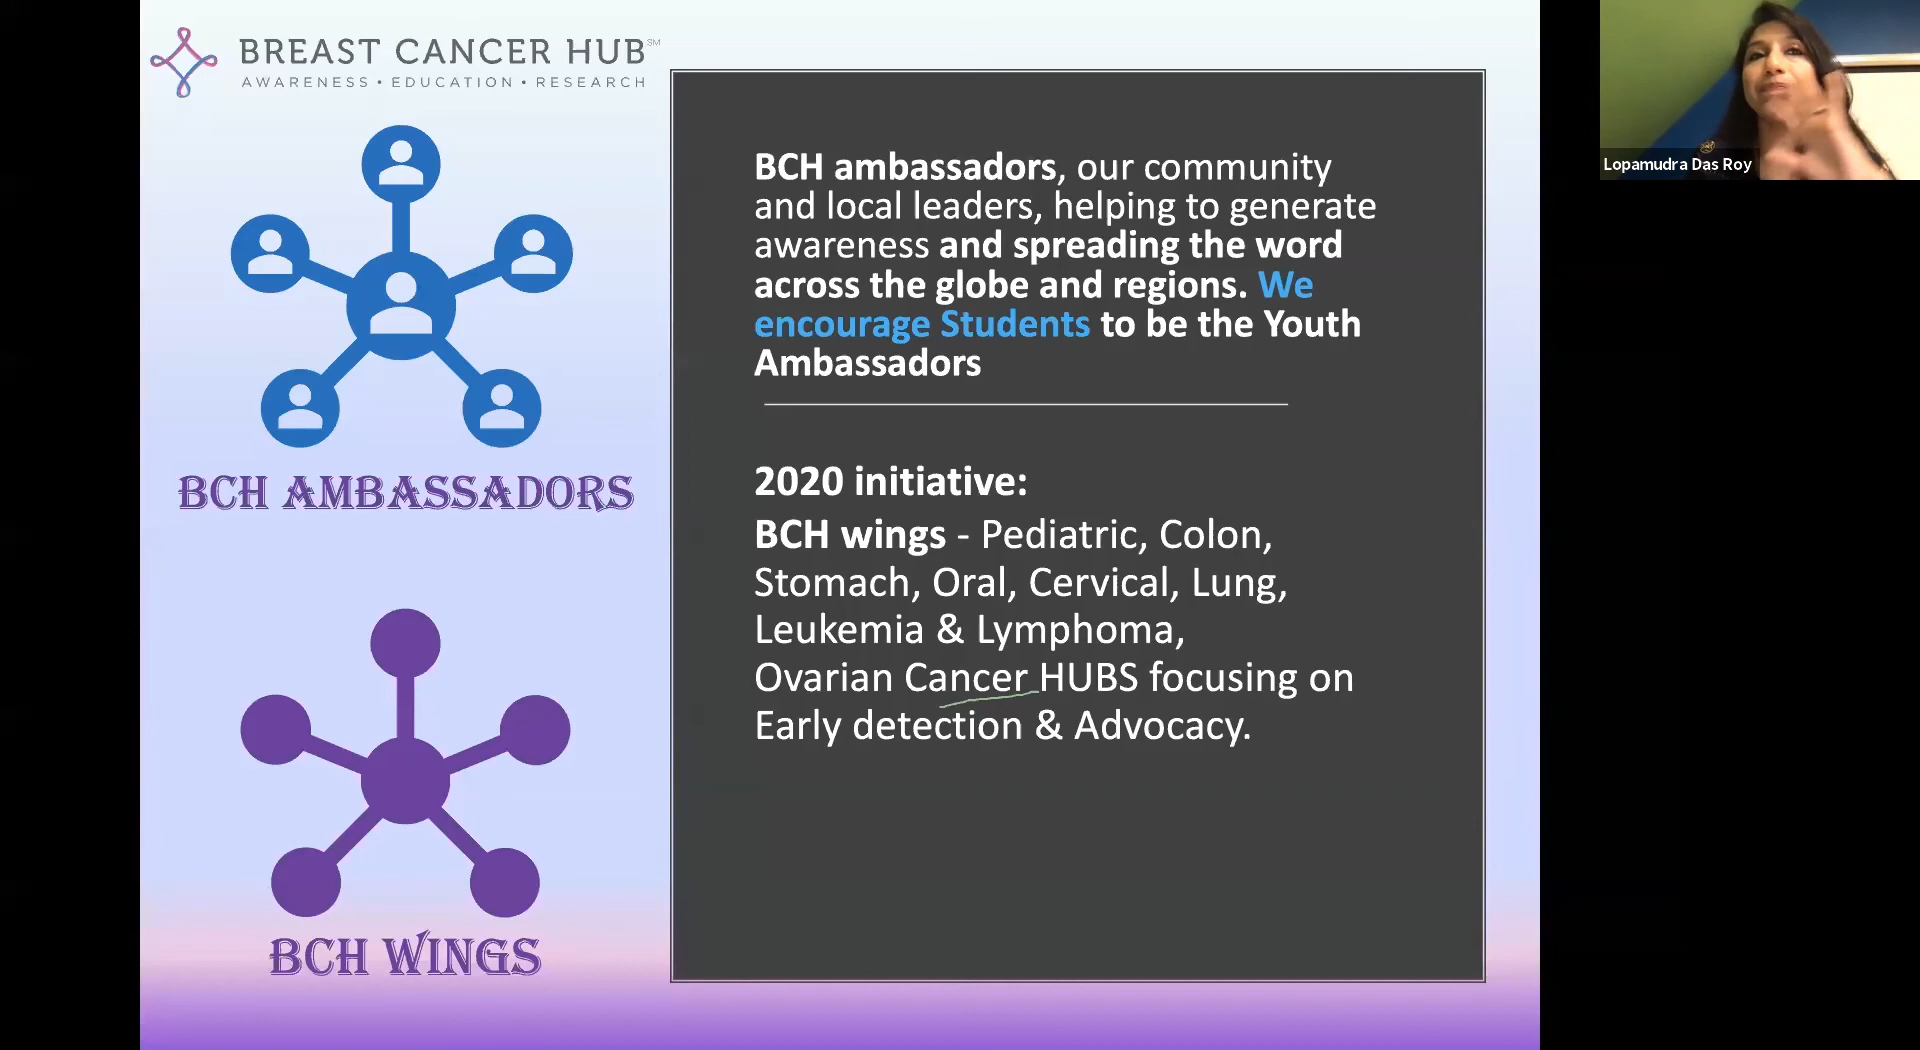 BREAST CANCER HUB℠
AWARENESS • EDUCATION • RESEARCH
BCH AMBASSADORS
BCH WINGS
BCH ambassadors, our community
and local leaders, helping to generate
awareness and spreading the word
across the globe and regions. We
encourage Students to be the Youth
Ambassadors
2020 initiative:
BCH wings - Pediatric, Colon,
Stomach, Oral, Cervical, Lung,
Leukemia & Lymphoma,
Ovarian Cancer HUBS focusing on
Early detection & Advocacy.
Lopamudra Das Roy